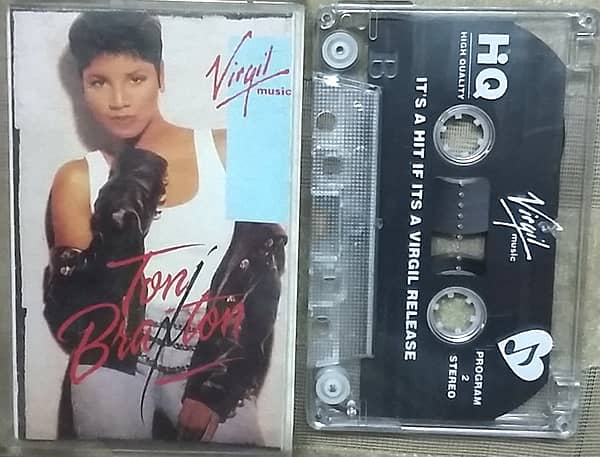 Virgil
music
Toni
Braxton
B
HiQ
HIGH QUALITY
IT'S A HIT IF ITS A VIRGIL RELEASE
Virgil
music
PROGRAM
2
STEREO